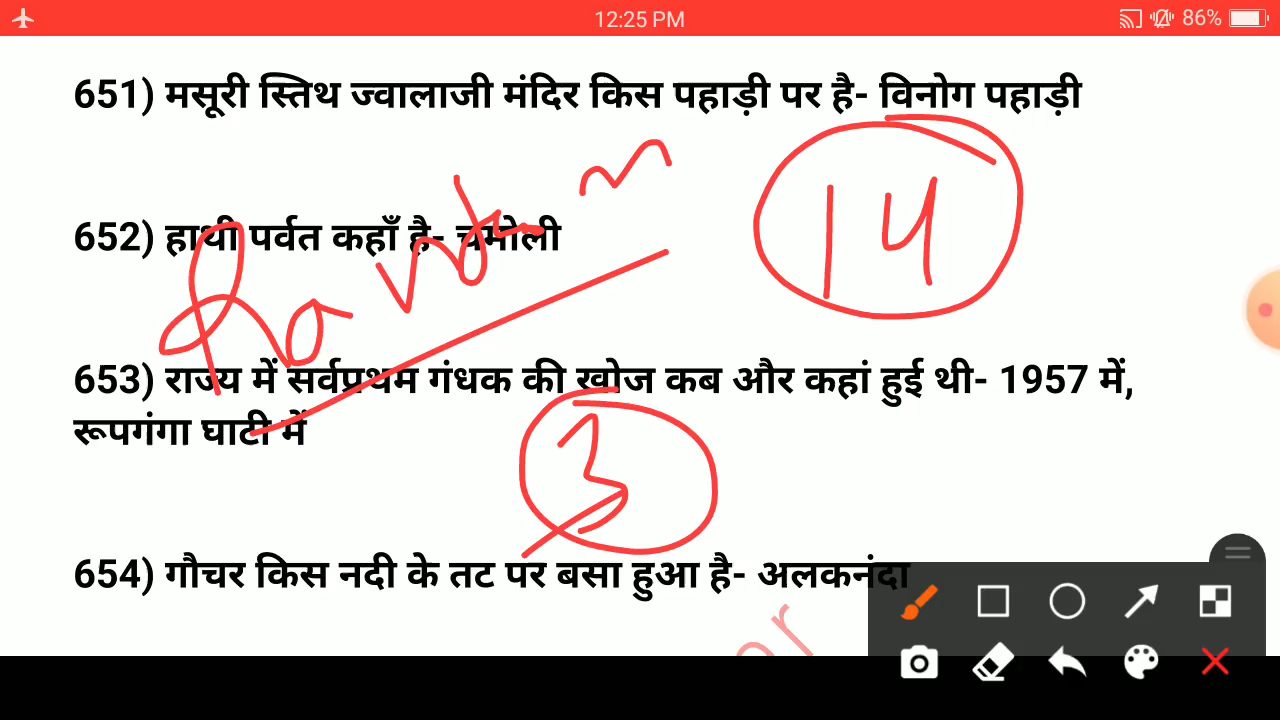 12:25 PM
86%
651) मसूरी स्तिथ ज्वालाजी मंदिर किस पहाड़ी पर है- विनोग पहाड़ी
14
652) हाथी पर्वत कहाँ है- चमोली
653) राज्य में सर्वप्रथम गंधक की खोज कब और कहां हुई थी- 1957 में,
रूपगंगा घाटी में
3
654) गौचर किस नदी के तट पर बसा हुआ है- अलकनंदा